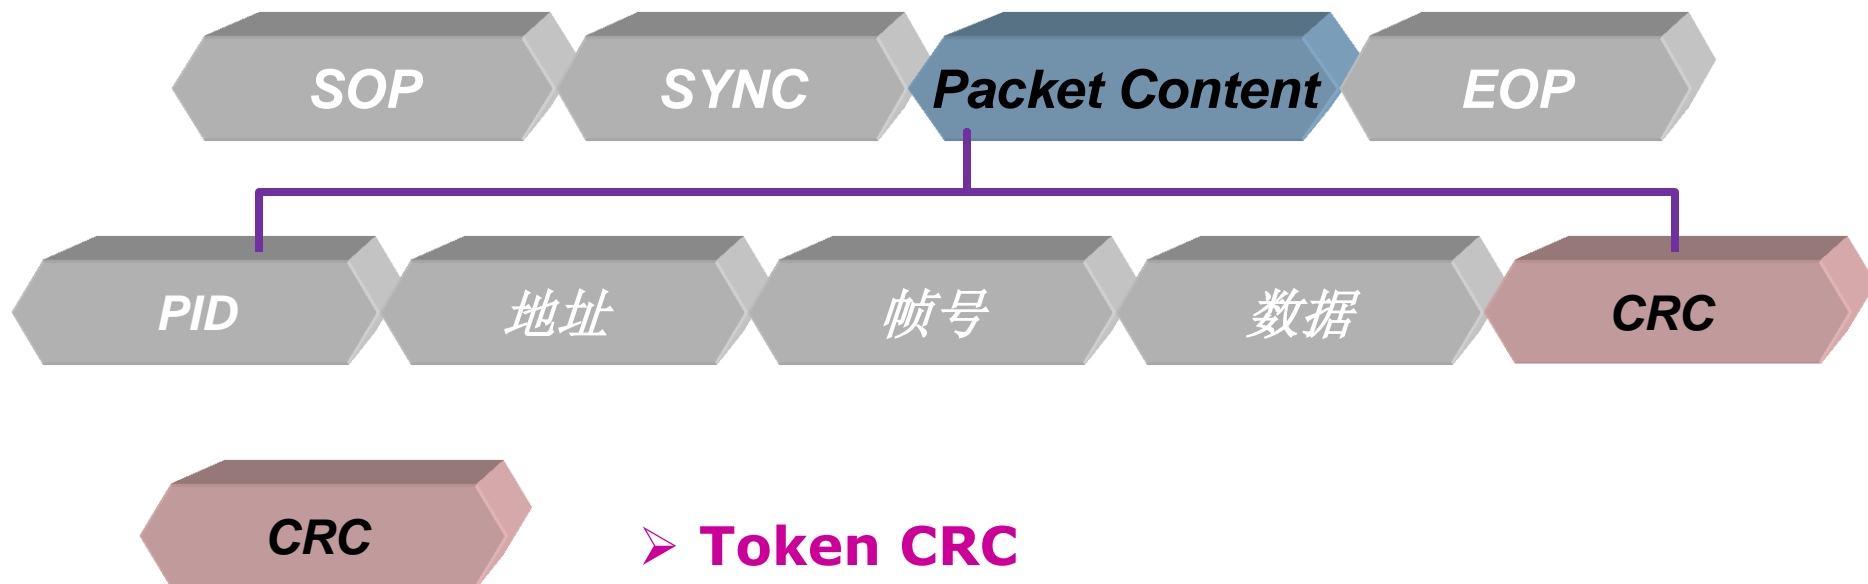 SOP SYNC Packet Content EOP
PID 地址 帧号 数据 CRC
CRC
➢ Token CRC